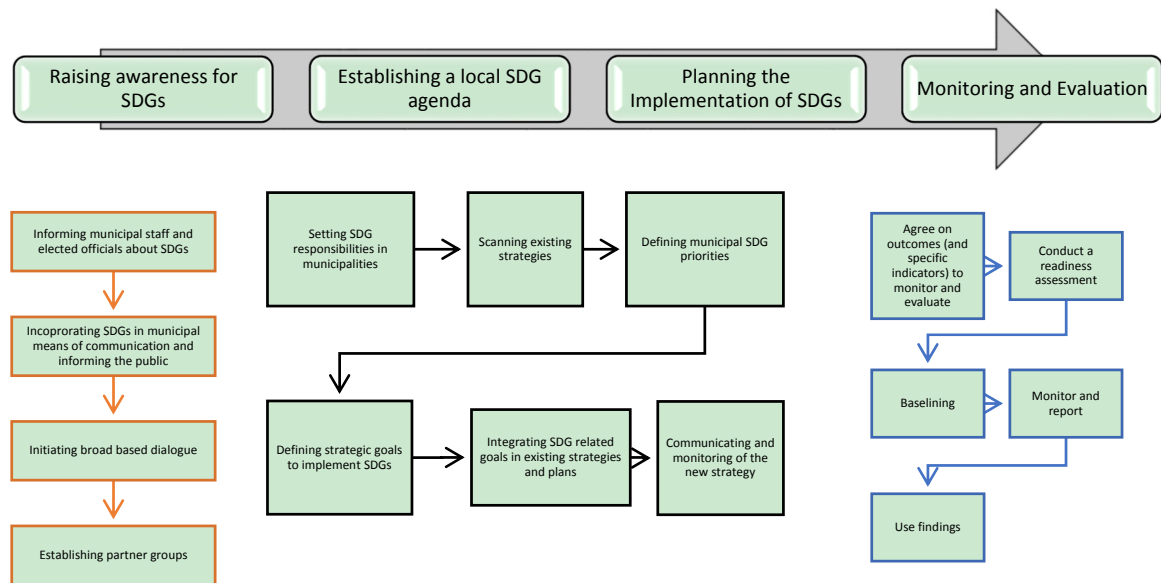 Raising awareness for
SDGs
Establishing a local SDG
agenda
Planning the
Implementation of SDGs
Monitoring and Evaluation
Informing municipal staff and
elected officials about SDGs
Incoprorating SDGs in municipal
means of communication and
informing the public
Initiating broad based dialogue
Establishing partner groups
Setting SDG
responsibilities in
municipalities
Scanning existing
strategies
Defining municipal SDG
priorities
Defining strategic goals
to implement SDGs
Integrating SDG related
goals in existing strategies
and plans
Communicating and
monitoring of the
new strategy
Agree on
outcomes (and
specific
indicators) to
monitor and
evaluate
Conduct a
readiness
assessment
Baselining
Monitor and
report
Use findings